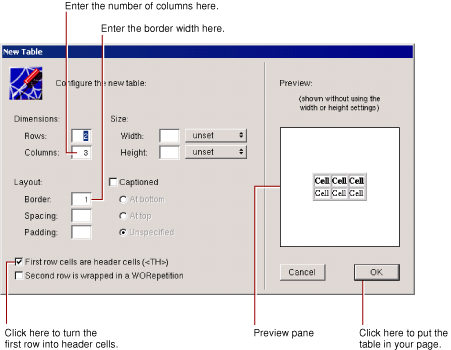 Enter the number of columns here.
Enter the border width here.
New Table
Configure the new table:
Preview:
(shown without using the
width or height settings)
Dimensions:
Size:
Rows: 2
Width: unset
Columns: 3
Height: unset
Cell Cell Cell
Cell Cell Cell
Layout:
Captioned
Border: 1
At bottom
Spacing:
At top
Padding:
Unspecified
First row cells are header cells (<TH>)
Second row is wrapped in a WORepetition
Cancel
OK
Click here to turn the
first row into header cells.
Preview pane
Click here to put the
table in your page.